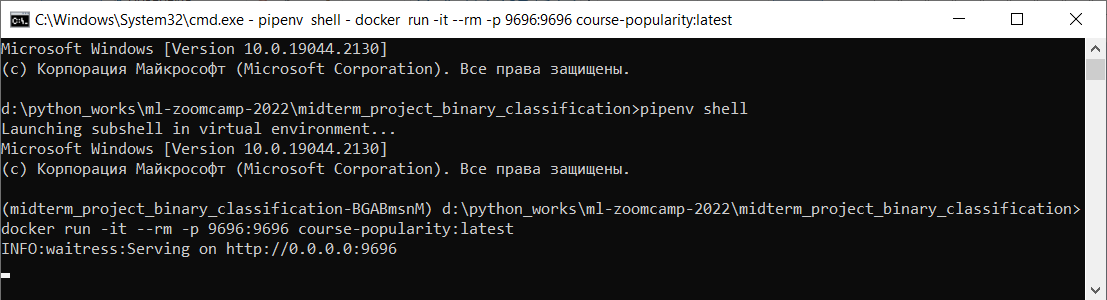 C:\Windows\System32\cmd.exe - pipenv  shell - docker  run -it --rm -p 9696:9696 course-popularity:latest
Microsoft Windows [Version 10.0.19044.2130]
(c) Корпорация Майкрософт (Microsoft Corporation). Все права защищены.
d:\python_works\ml-zoomcamp-2022\midterm_project_binary_classification>pipenv shell
Launching subshell in virtual environment...
Microsoft Windows [Version 10.0.19044.2130]
(c) Корпорация Майкрософт (Microsoft Corporation). Все права защищены.
(midterm_project_binary_classification-BGABmsnM) d:\python_works\ml-zoomcamp-2022\midterm_project_binary_classification>
docker run -it --rm -p 9696:9696 course-popularity:latest
INFO:waitress:Serving on http://0.0.0.0:9696